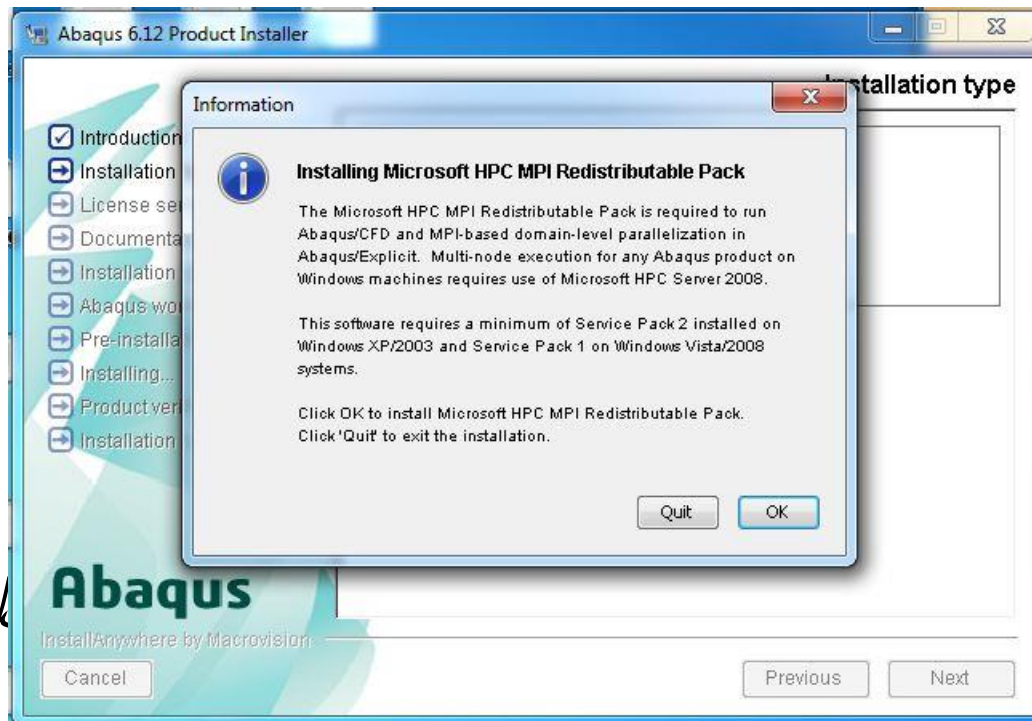 Abaqus 6.12 Product Installer
Installation type
Information
Introduction
Installation
License
Documenta
Installation
Abaqus
Pre-installa
Installing...
Product
Installation
Installing Microsoft HPC MPI Redistributable Pack
The Microsoft HPC MPI Redistributable Pack is required to run
Abaqus/CFD and MPI-based domain-level parallelization in
Abaqus/Explicit. Multi-node execution for any Abaqus product on
Windows machines requires use of Microsoft HPC Server 2008.
This software requires a minimum of Service Pack 2 installed on
Windows XP/2003 and Service Pack 1 on Windows Vista/2008
systems.
Click OK to install Microsoft HPC MPI Redistributable Pack.
Click 'Quit' to exit the installation.
Quit
OK
Abaqus
InstallAnywhere by Macrovision
Cancel
Previous
Next